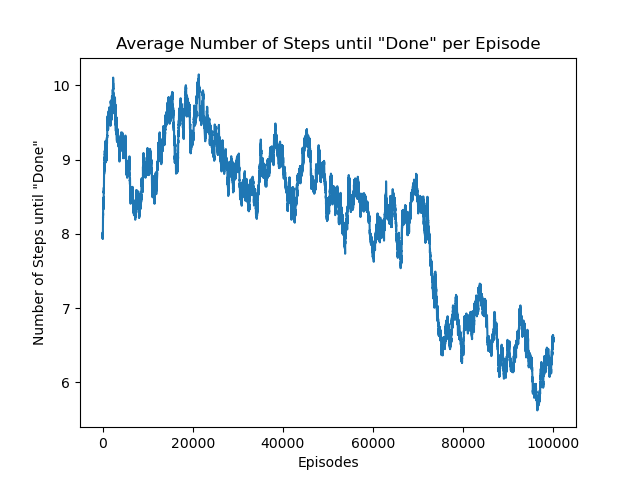 Average Number of Steps until "Done" per Episode
Number of Steps until "Done"
10
9
8
7
6
0 20000 40000 60000 80000 100000
Episodes